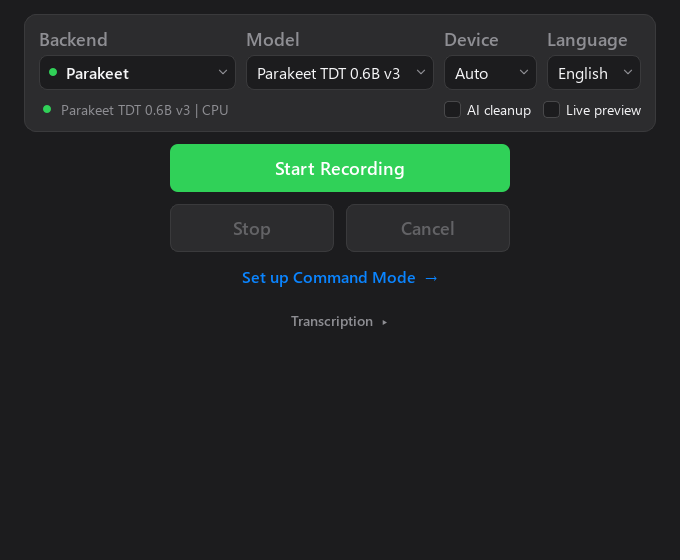 Backend Model Device Language
Parakeet Parakeet TDT 0.6B v3 Auto English
Parakeet TDT 0.6B v3 | CPU AI cleanup Live preview
Start Recording
Stop Cancel
Set up Command Mode →
Transcription ▸